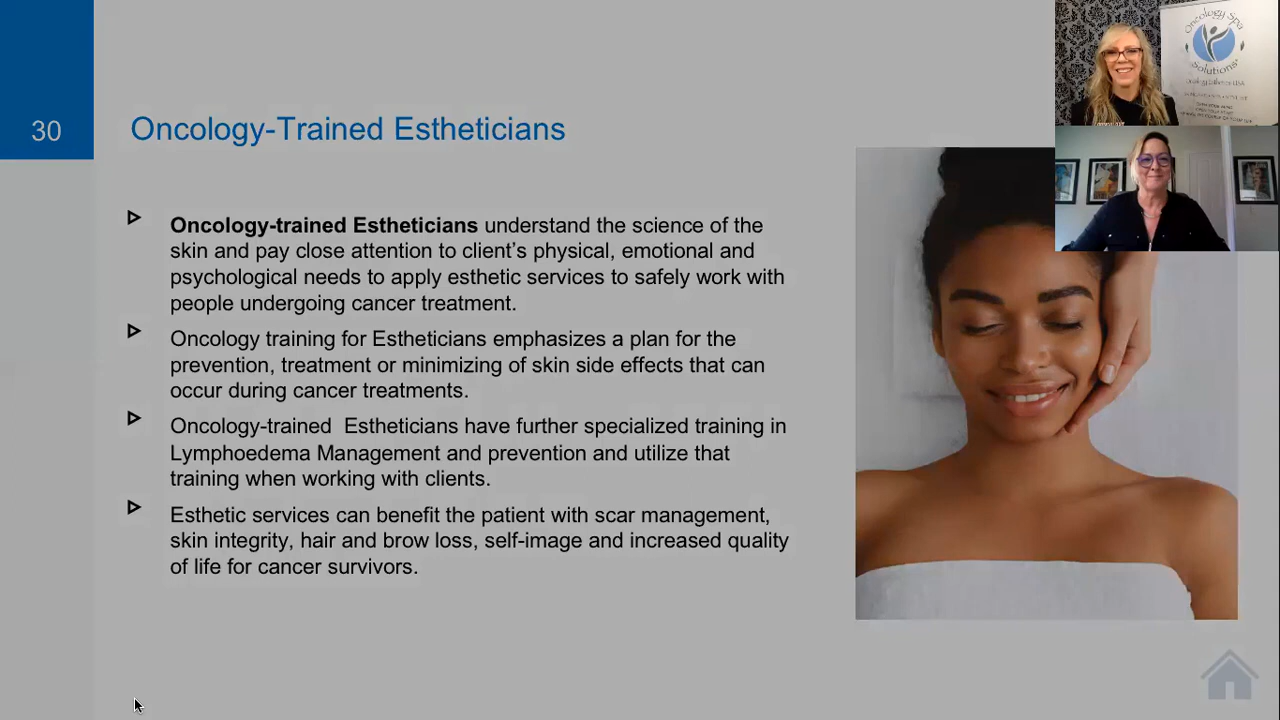 30
Oncology-Trained Estheticians
Oncology-trained Estheticians understand the science of the
skin and pay close attention to client's physical, emotional and
psychological needs to apply esthetic services to safely work with
people undergoing cancer treatment.
Oncology training for Estheticians emphasizes a plan for the
prevention, treatment or minimizing of skin side effects that can
occur during cancer treatments.
Oncology-trained  Estheticians have further specialized training in
Lymphoedema Management and prevention and utilize that
training when working with clients.
Esthetic services can benefit the patient with scar management,
skin integrity, hair and brow loss, self-image and increased quality
of life for cancer survivors.
Oncology Spa
Solutions